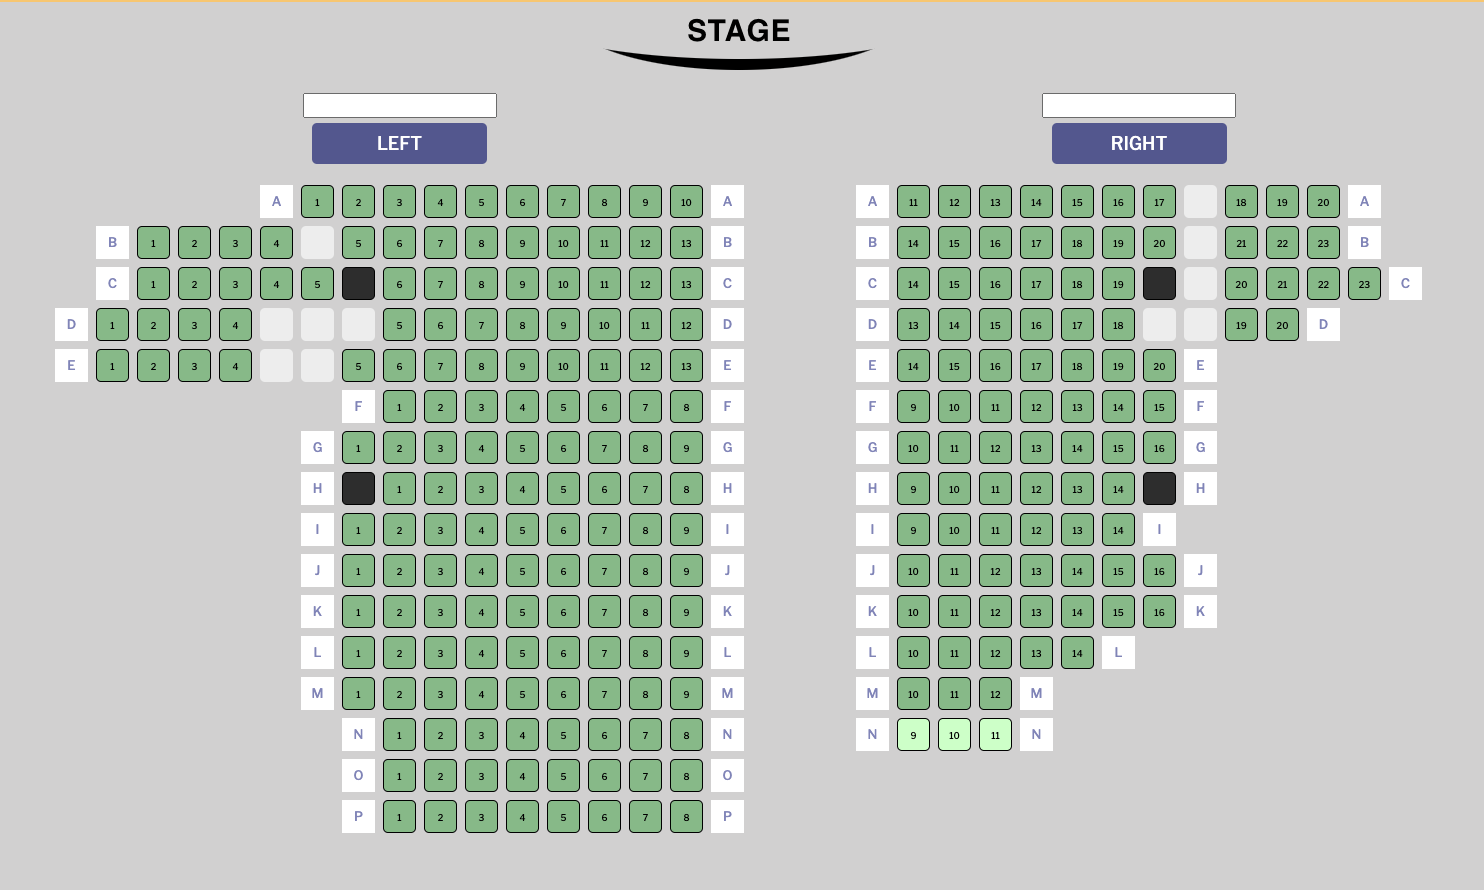 STAGE
LEFT RIGHT
A 1 2 3 4 5 6 7 8 9 10 A A 11 12 13 14 15 16 17 18 19 20 A
B 1 2 3 4 5 6 7 8 9 10 11 12 13 B B 14 15 16 17 18 19 20 21 22 23 B
C 1 2 3 4 5 6 7 8 9 10 11 12 13 C C 14 15 16 17 18 19 20 21 22 23 C
D 1 2 3 4 5 6 7 8 9 10 11 12 D D 13 14 15 16 17 18 19 20 D
E 1 2 3 4 5 6 7 8 9 10 11 12 13 E E 14 15 16 17 18 19 20 E
F 1 2 3 4 5 6 7 8 F F 9 10 11 12 13 14 15 F
G 1 2 3 4 5 6 7 8 9 G G 10 11 12 13 14 15 16 G
H 1 2 3 4 5 6 7 8 H H 9 10 11 12 13 14 H
I 1 2 3 4 5 6 7 8 9 I I 9 10 11 12 13 14 I
J 1 2 3 4 5 6 7 8 9 J J 10 11 12 13 14 15 16 J
K 1 2 3 4 5 6 7 8 9 K K 10 11 12 13 14 15 16 K
L 1 2 3 4 5 6 7 8 9 L L 10 11 12 13 14 L
M 1 2 3 4 5 6 7 8 9 M M 10 11 12 M
N 1 2 3 4 5 6 7 8 N N 9 10 11 N
O 1 2 3 4 5 6 7 8 O
P 1 2 3 4 5 6 7 8 P